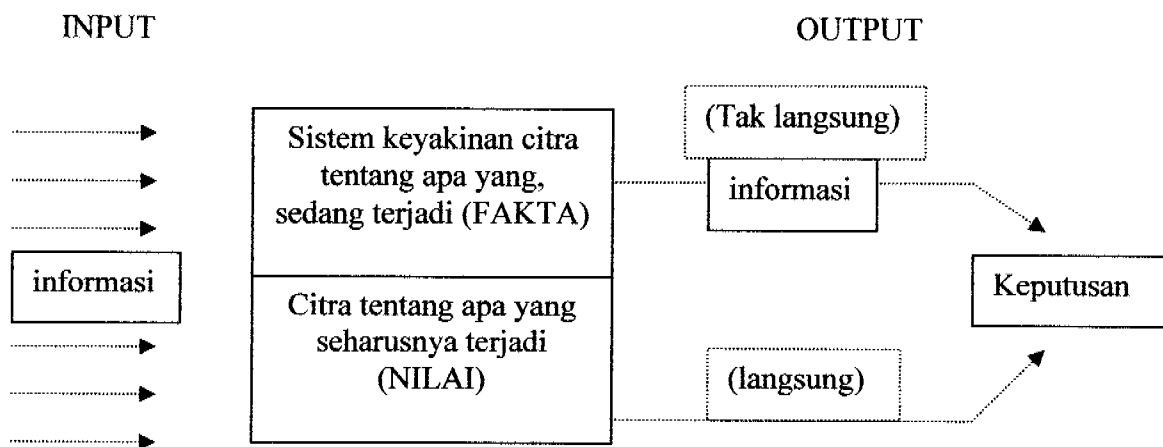 INPUT
OUTPUT
Sistem keyakinan citra
tentang apa yang,
sedang terjadi (FAKTA)
(Tak langsung)
informasi
informasi
Citra tentang apa yang
seharusnya terjadi
(NILAI)
(langsung)
Keputusan